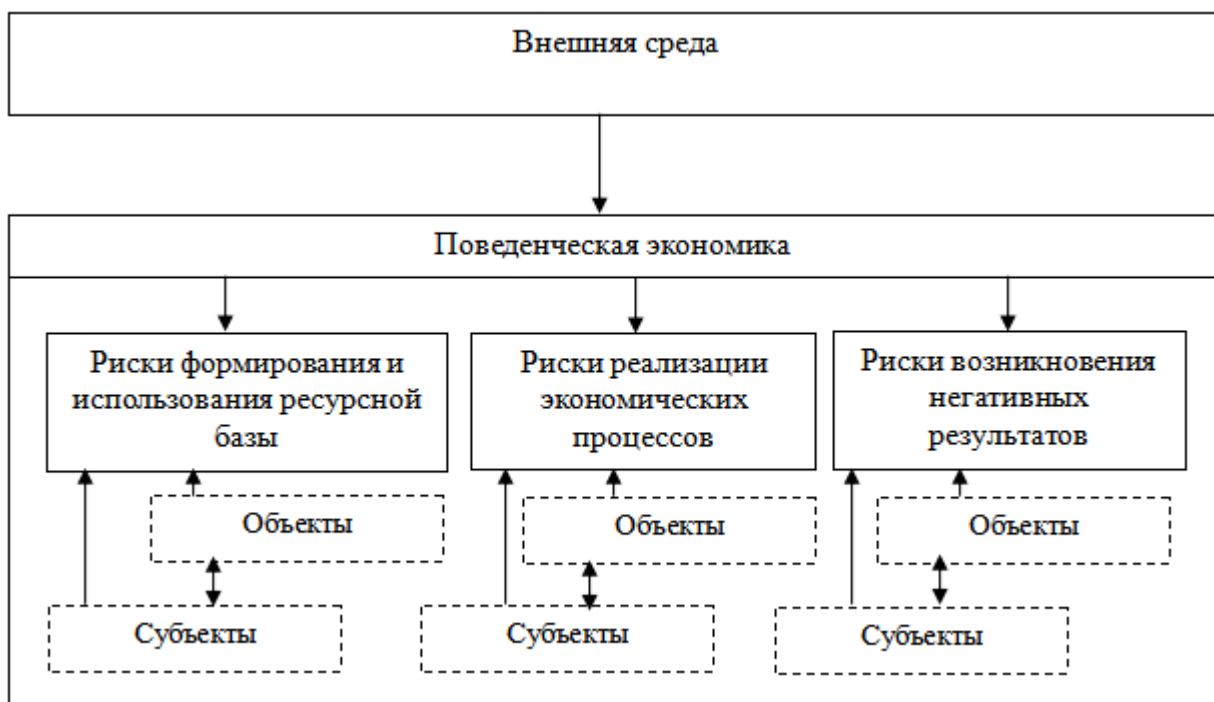 Внешняя среда
Поведенческая экономика
Риски формирования и
использования ресурсной
базы
Риски реализации
экономических
процессов
Риски возникновения
негативных
результатов
Объекты
Объекты
Объекты
Субъекты
Субъекты
Субъекты